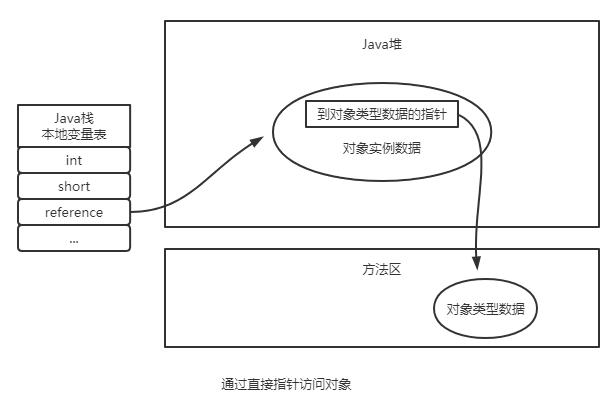 Java堆
到对象类型数据的指针
对象实例数据
Java栈
本地变量表
int
short
reference
...
方法区
对象类型数据
通过直接指针访问对象